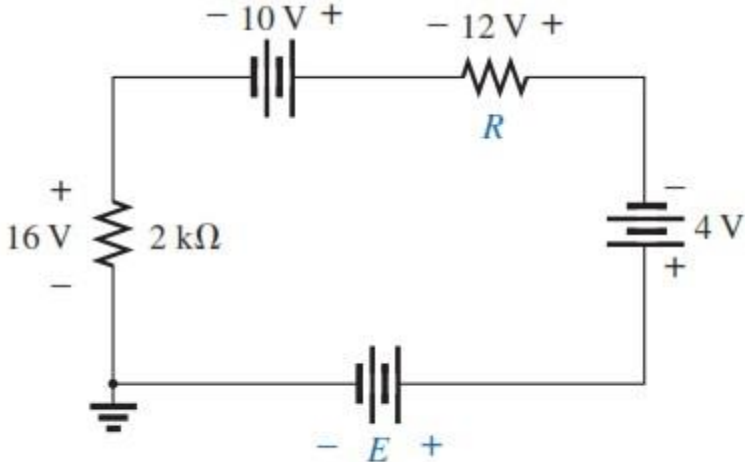 − 10 V +
− 12 V +
R
+
16 V
−
2 kΩ
−
4 V
+
− E +